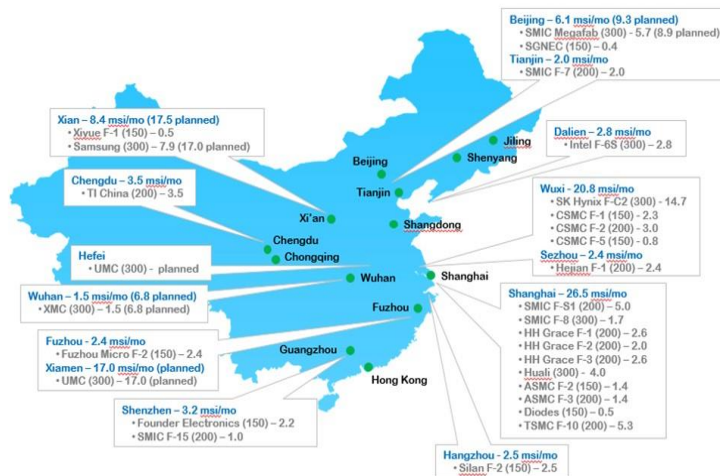 Beijing – 6.1 msi/mo (9.3 planned)
• SMIC Megafab (300) - 5.7 (8.9 planned)
• SGNEC (150) – 0.4
Tianjin – 2.0 msi/mo
• SMIC F-7 (200) – 2.0
Xian – 8.4 msi/mo (17.5 planned)
• Xiyue F-1 (150) – 0.5
• Samsung (300) – 7.9 (17.0 planned)
Dalien – 2.8 msi/mo
• Intel F-6S (300) – 2.8
Jiling
Shenyang
Beijing
Tianjin
Chengdu – 3.5 msi/mo
• TI China (200) – 3.5
Wuxi – 20.8 msi/mo
• SK Hynix F-C2 (300) - 14.7
• CSMC F-1 (150) – 2.3
• CSMC F-2 (200) – 3.0
• CSMC F-5 (150) – 0.8
Xi'an
Shangdong
Chengdu
Chongqing
Hefei
• UMC (300) - planned
Sezhou – 2.4 msi/mo
• Hejian F-1 (200) – 2.4
Wuhan
Shanghai
Wuhan – 1.5 msi/mo (6.8 planned)
• XMC (300) – 1.5 (6.8 planned)
Shanghai – 26.5 msi/mo
• SMIC F-S1 (200) – 5.0
• SMIC F-8 (300) – 1.7
• HH Grace F-1 (200) – 2.6
• HH Grace F-2 (200) – 2.0
• HH Grace F-3 (200) – 2.6
• Huali (300) - 4.0
• ASMC F-2 (150) – 1.4
• ASMC F-3 (200) – 1.4
• Diodes (150) – 0.5
• TSMC F-10 (200) – 5.3
Fuzhou
Fuzhou - 2.4 msi/mo
• Fuzhou Micro F-2 (150) – 2.4
Xiamen – 17.0 msi/mo (planned)
• UMC (300) – 17.0 (planned)
Guangzhou
Hong Kong
Shenzhen – 3.2 msi/mo
• Founder Electronics (150) – 2.2
• SMIC F-15 (200) – 1.0
Hangzhou – 2.5 msi/mo
• Silan F-2 (150) – 2.5